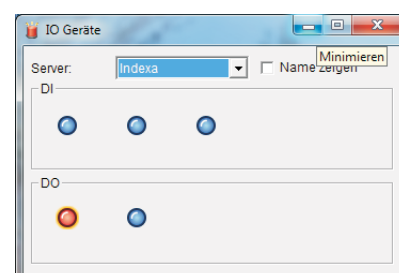 IO Geräte
Minimieren
Server: Indexa Name zeigen
DI
DO